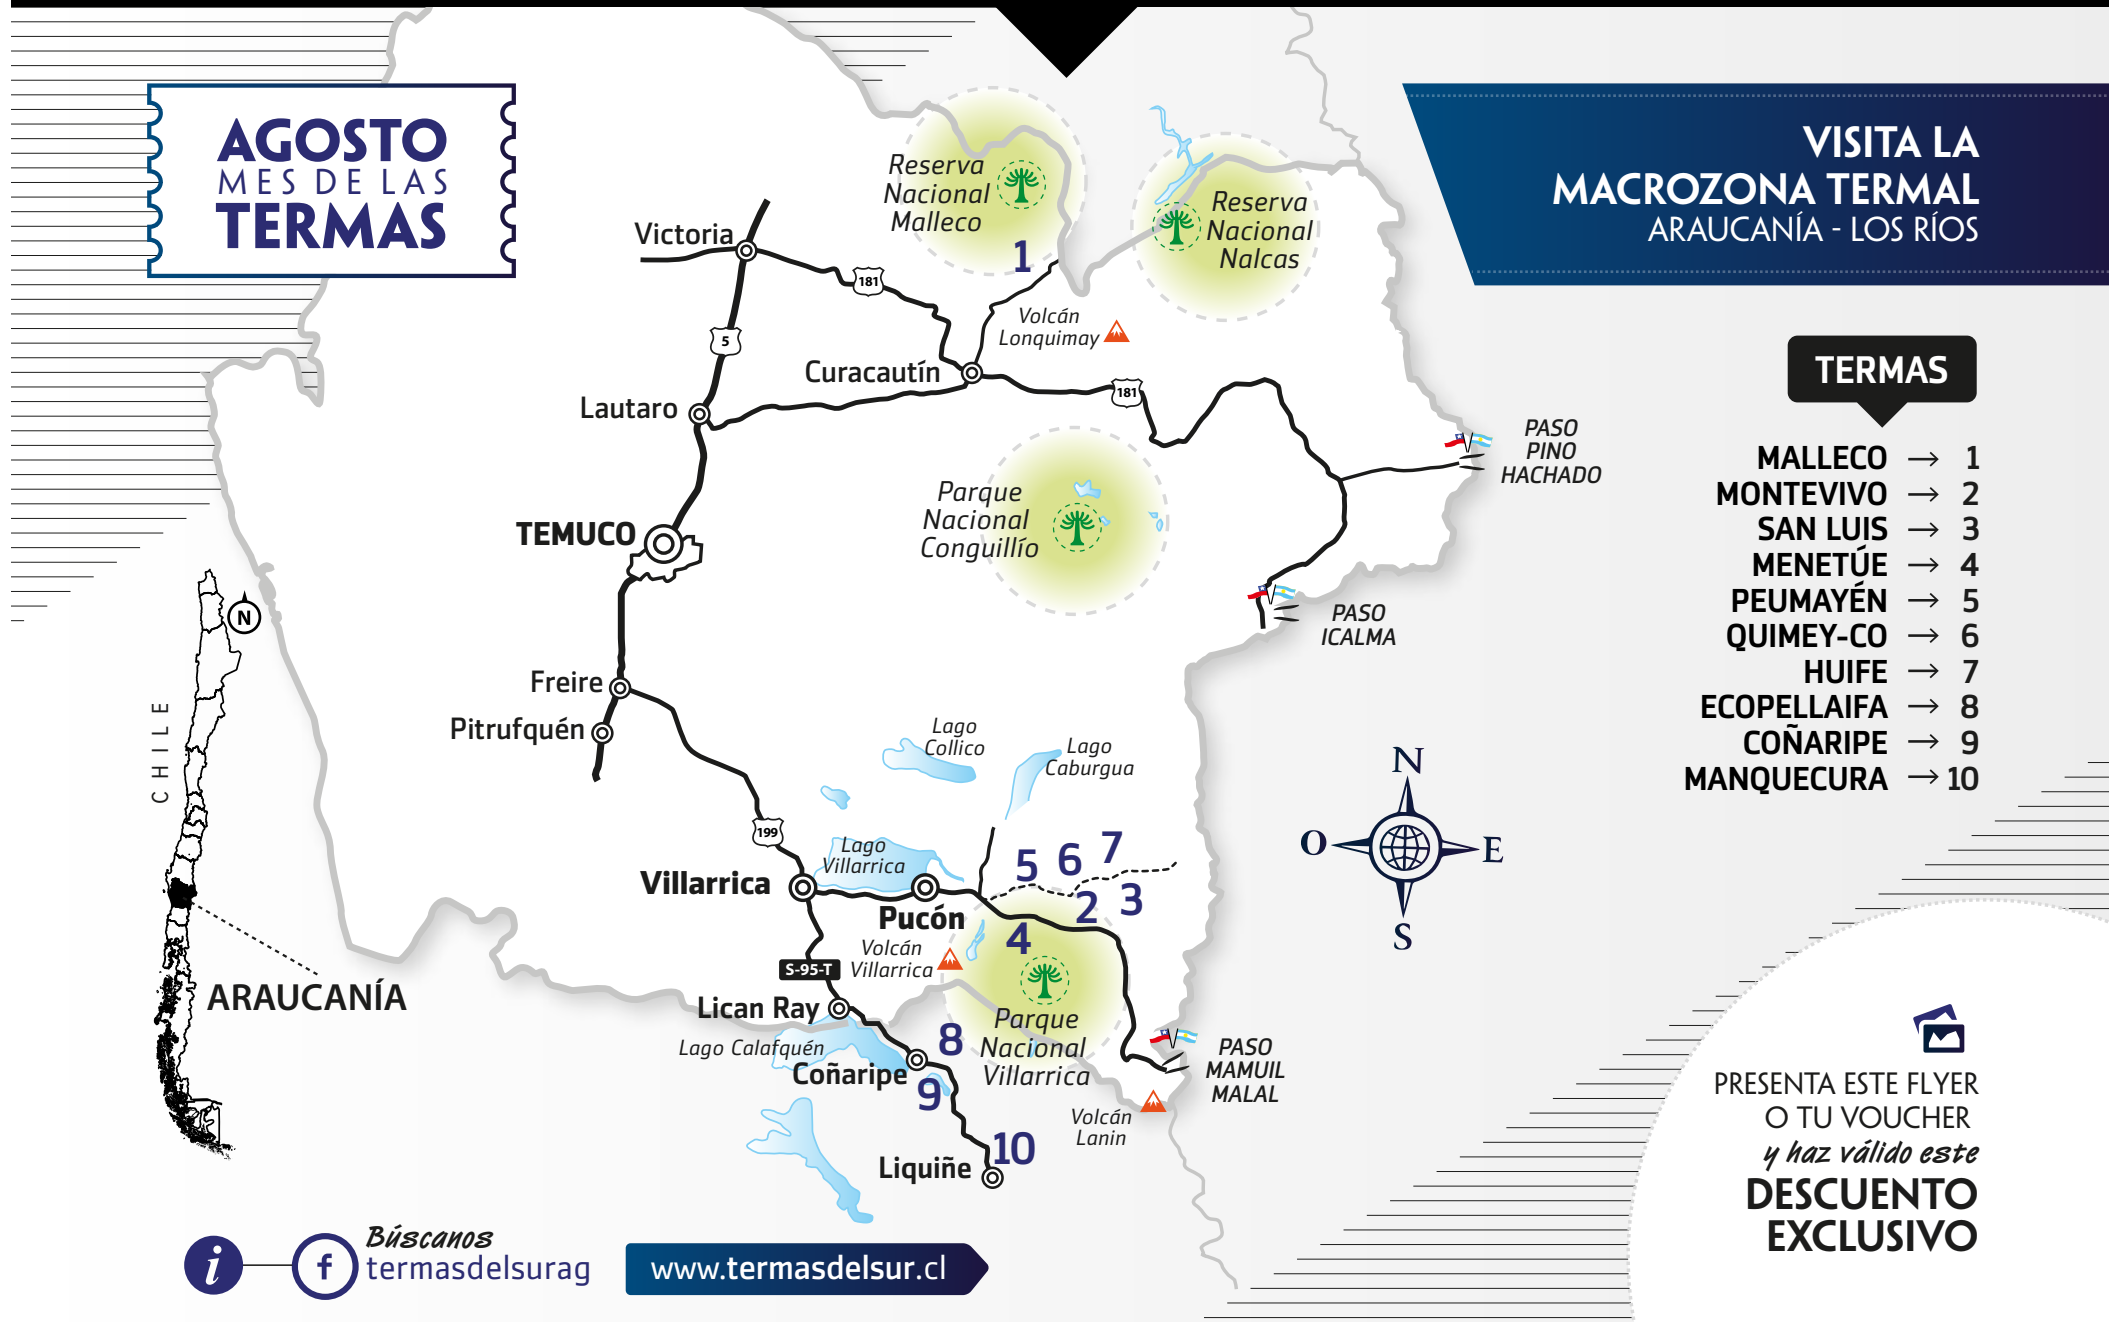 AGOSTO
MES DE LAS
TERMAS
VISITA LA
MACROZONA TERMAL
ARAUCANÍA - LOS RÍOS
Reserva
Nacional
Malleco
1
Reserva
Nacional
Nalcas
Victoria
181
5
Volcán
Lonquimay
Curacautín
181
Lautaro
PASO
PINO
HACHADO
TEMUCO
Parque
Nacional
Conguillío
PASO
ICALMA
TERMAS
MALLECO → 1
MONTEVIVO → 2
SAN LUIS → 3
MENETÚE → 4
PEUMAYÉN → 5
QUIMEY-CO → 6
HUIFE → 7
ECOPELLAIFA → 8
COÑARIPE → 9
MANQUECURA → 10
N
CHILE
ARAUCANÍA
Freire
Pitrufquén
Lago
Collico
Lago
Caburgua
199
Lago
Villarrica
Villarrica
Pucón
5
6
7
2
3
4
Volcán
Villarrica
S-95-T
Lican Ray
Lago Calafquén
Coñaripe
8
9
Parque
Nacional
Villarrica
PASO
MAMUIL
MALAL
Volcán
Lanin
10
Liquiñe
N
O
E
S
PRESENTA ESTE FLYER
O TU VOUCHER
y haz válido este
DESCUENTO
EXCLUSIVO
i
f
Búscanos
termasdelsurag
www.termasdelsur.cl